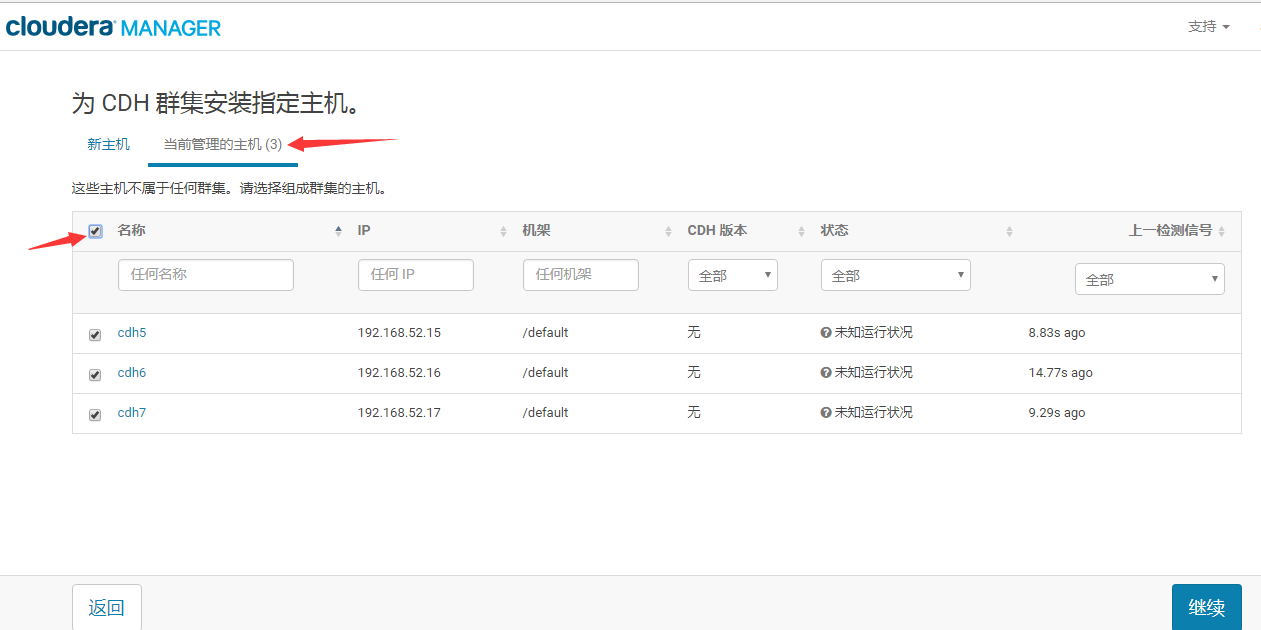 cloudera MANAGER 支持
为 CDH 群集安装指定主机。
新主机 当前管理的主机 (3)
这些主机不属于任何群集。请选择组成群集的主机。
名称 IP 机架 CDH 版本 状态 上一检测信号
任何名称 任何 IP 任何机架 全部 全部 全部
cdh5 192.168.52.15 /default 无 未知运行状况 8.83s ago
cdh6 192.168.52.16 /default 无 未知运行状况 14.77s ago
cdh7 192.168.52.17 /default 无 未知运行状况 9.29s ago
返回 继续